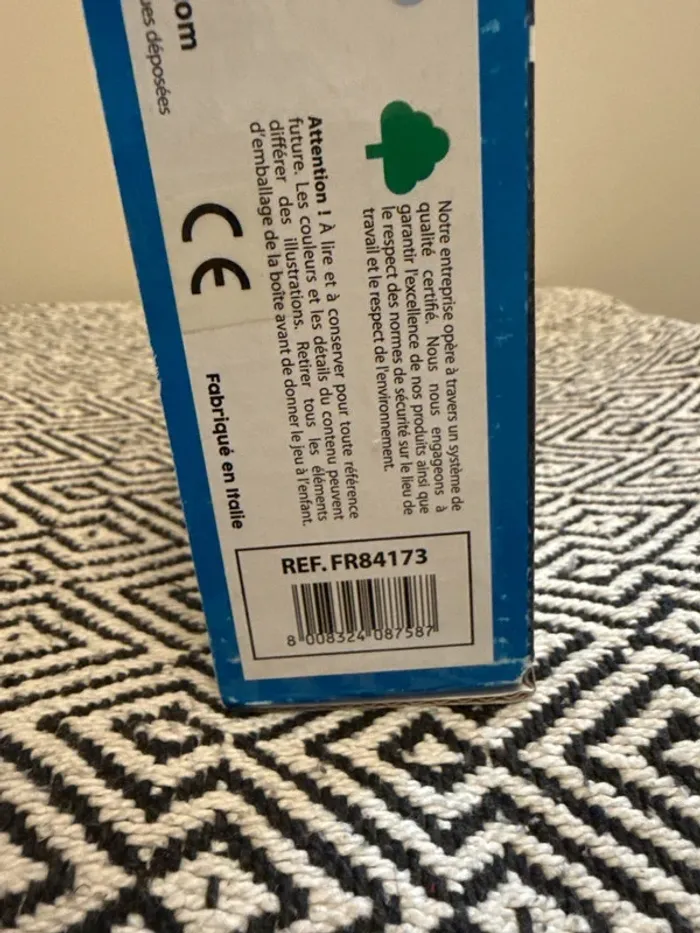 Notre entreprise opère à travers un système de
qualité certifié. Nous nous engageons à
garantir l'excellence de nos produits ainsi que
le respect des normes de sécurité sur le lieu de
travail et le respect de l'environnement.
Attention ! À lire et à conserver pour toute référence
future. Les couleurs et les détails du contenu peuvent
différer des illustrations. Retirer tous les éléments
d'emballage de la boîte avant de donner le jeu à l'enfant.
om
ues déposées
CE
Fabriqué en Italie
REF. FR84173
8 008324 087587